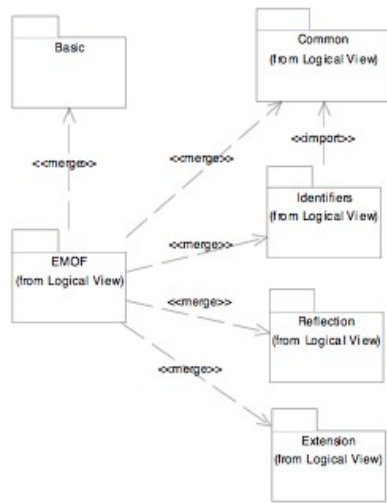 Basic
Common
(from Logical View)
<<merge>>
<<merge>>
<<import>>
Identifiers
(from Logical View)
EMOF
(from Logical View)
<<merge>>
<<merge>>
Reflection
(from Logical View)
<<merge>>
Extension
(from Logical View)